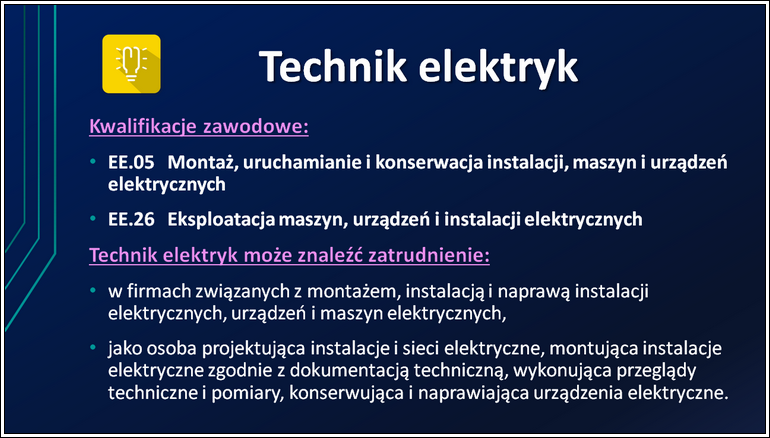 Technik elektryk
Kwalifikacje zawodowe:
• EE.05 Montaż, uruchamianie i konserwacja instalacji, maszyn i urządzeń
elektrycznych
• EE.26 Eksploatacja maszyn, urządzeń i instalacji elektrycznych
Technik elektryk może znaleźć zatrudnienie:
• w firmach związanych z montażem, instalacją i naprawą instalacji
elektrycznych, urządzeń i maszyn elektrycznych,
• jako osoba projektująca instalacje i sieci elektryczne, montująca instalacje
elektryczne zgodnie z dokumentacją techniczną, wykonująca przeglądy
techniczne i pomiary, konserwująca i naprawiająca urządzenia elektryczne.